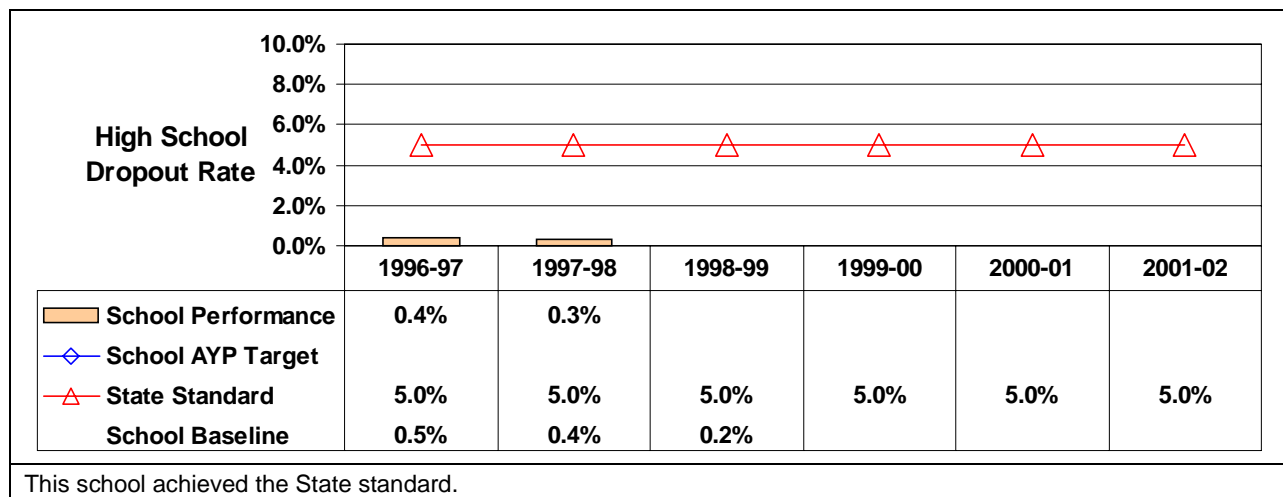 10.0%
8.0%
6.0%
4.0%
2.0%
0.0%
High School
Dropout Rate
1996-97 1997-98 1998-99 1999-00 2000-01 2001-02
School Performance 0.4% 0.3%
School AYP Target
State Standard 5.0% 5.0% 5.0% 5.0% 5.0% 5.0%
School Baseline 0.5% 0.4% 0.2%
This school achieved the State standard.